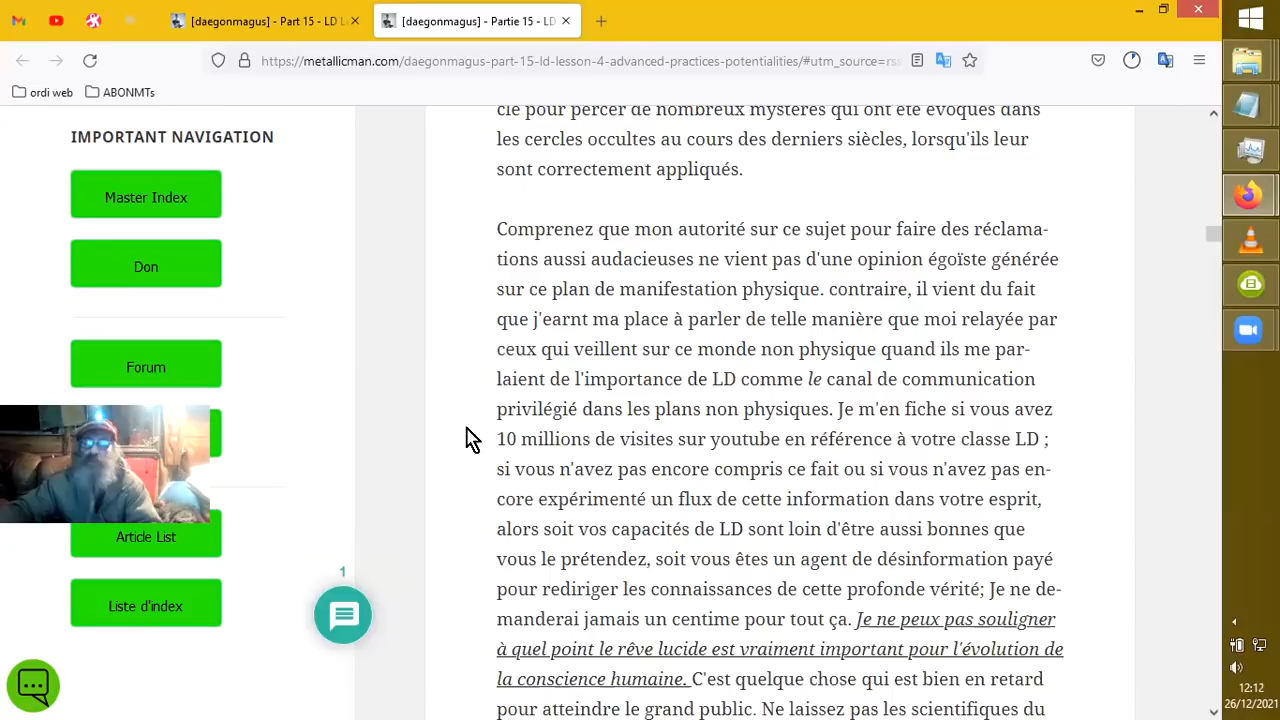 [daegonmagus] - Part 15 - LD L
[daegonmagus] - Partie 15 - LD
https://metallicman.com/daegonmagus-part-15-ld-lesson-4-advanced-practices-potentialities/#utm_source=rs
ordi web
ABONMTs
IMPORTANT NAVIGATION
Master Index
Don
Forum
Article List
Liste d'index
1
clé pour percer de nombreux mystères qui ont été évoqués dans
les cercles occultes au cours des derniers siècles, lorsqu'ils leur
sont correctement appliqués.
Comprenez que mon autorité sur ce sujet pour faire des réclama-
tions aussi audacieuses ne vient pas d'une opinion égoïste générée
sur ce plan de manifestation physique. contraire, il vient du fait
que j'earnt ma place à parler de telle manière que moi relayée par
ceux qui veillent sur ce monde non physique quand ils me par-
laient de l'importance de LD comme le canal de communication
privilégié dans les plans non physiques. Je m'en fiche si vous avez
10 millions de visites sur youtube en référence à votre classe LD ;
si vous n'avez pas encore compris ce fait ou si vous n'avez pas en-
core expérimenté un flux de cette information dans votre esprit,
alors soit vos capacités de LD sont loin d'être aussi bonnes que
vous le prétendez, soit vous êtes un agent de désinformation payé
pour rediriger les connaissances de cette profonde vérité; Je ne de-
manderai jamais un centime pour tout ça. Je ne peux pas souligner
à quel point le rêve lucide est vraiment important pour l'évolution de
la conscience humaine. C'est quelque chose qui est bien en retard
pour atteindre le grand public. Ne laissez pas les scientifiques du
12:12
26/12/2021